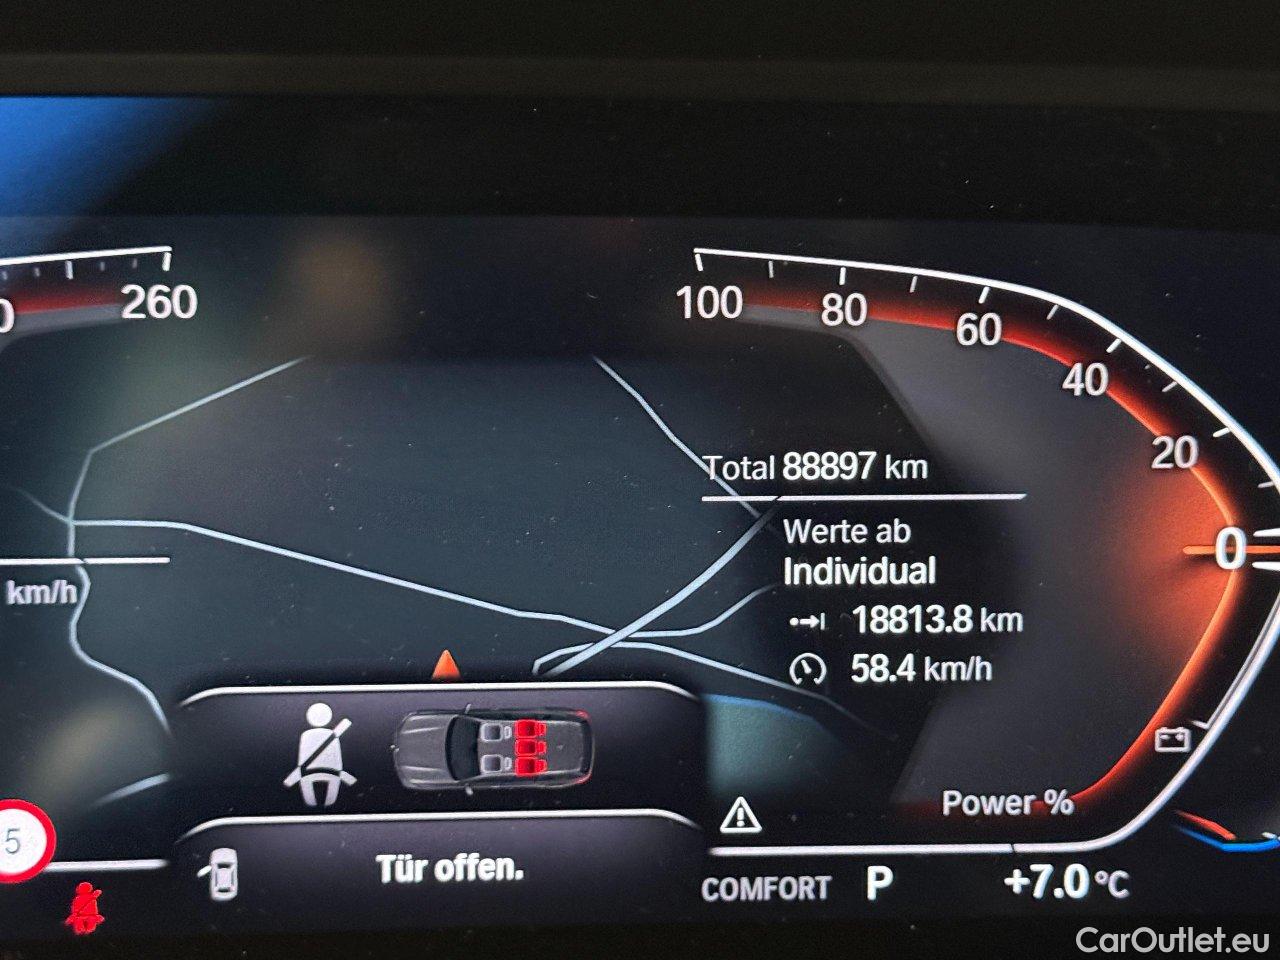 260
100
80
60
40
20
0
Total 88897 km
Werte ab
Individual
18813.8 km
58.4 km/h
km/h
Power %
5
Tür offen.
COMFORT P +7.0 °C
CarOutlet.eu